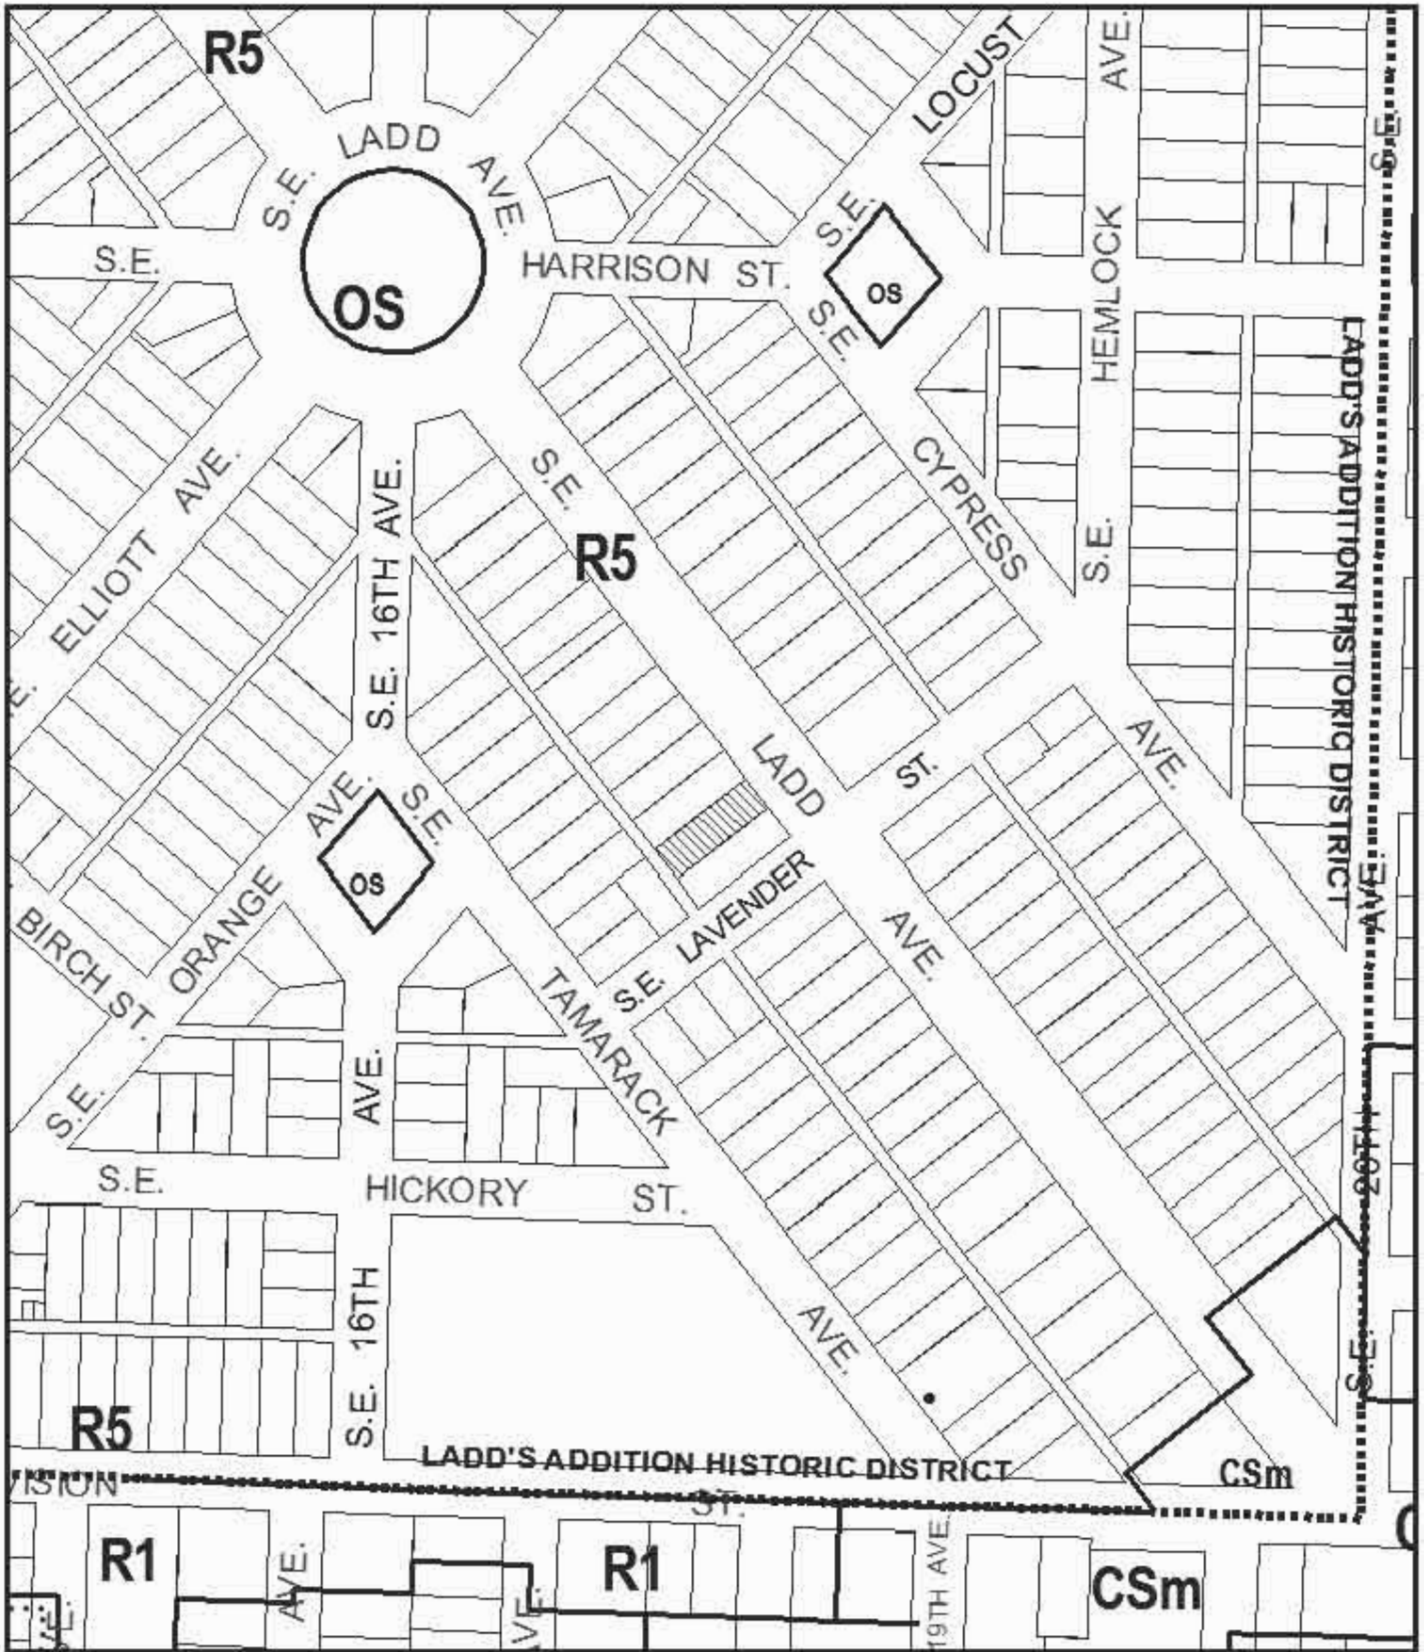 R5
LOCUST
AVE.
LADD
S.E.
AVE.
S.E.
S.E.
S.E.
HARRISON ST.
OS
OS
S.E.
HEMLOCK
LADD'S ADDITION HISTORIC DISTRICT
AVE.
S.E.
CYPRESS
S.E. 16TH AVE.
R5
S.E.
ELLIOTT
LADD
ST.
AVE.
AVE.
S.E.
OS
AVE.
S.E. LAVENDER
AVE.
ORANGE
BIRCH ST.
TAMARACK
AVE.
S.E.
20TH
S.E.
HICKORY
ST.
S.E. 16TH
AVE.
S.E.
R5
LADD'S ADDITION HISTORIC DISTRICT
CSm
VISION
ST.
R1
AVE.
AVE.
R1
19TH AVE.
CSm